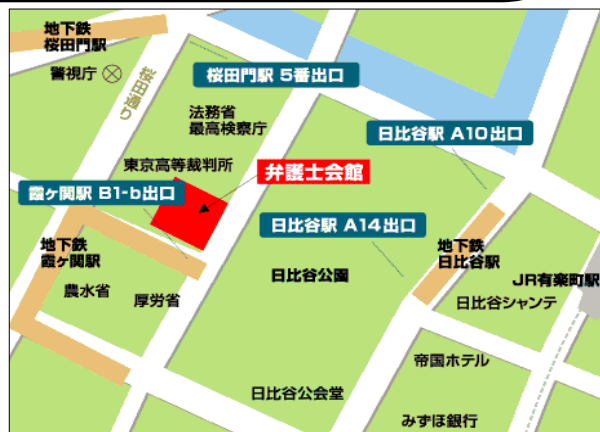 地下鉄
桜田門駅
警視庁
桜田通り
桜田門駅 5番出口
法務省
最高検察庁
日比谷駅 A10出口
東京高等裁判所
弁護士会館
霞ヶ関駅 B1-b出口
日比谷駅 A14出口
地下鉄
霞ヶ関駅
地下鉄
日比谷駅
日比谷公園
JR有楽町駅
農水省
厚労省
日比谷シャンテ
帝国ホテル
日比谷公会堂
みずほ銀行